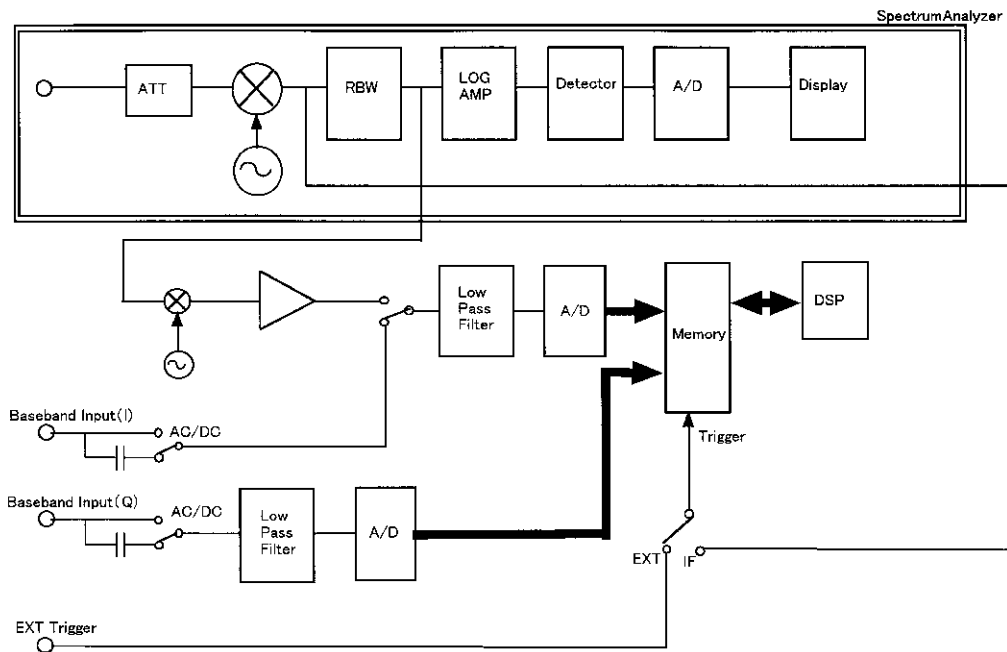 SpectrumAnalyzer
ATT
RBW
LOG
AMP
Detector
A/D
Display
Low
Pass
Filter
A/D
Memory
DSP
Baseband Input(I)
AC/DC
Trigger
Baseband Input(Q)
AC/DC
Low
Pass
Filter
A/D
EXT
IF
EXT Trigger